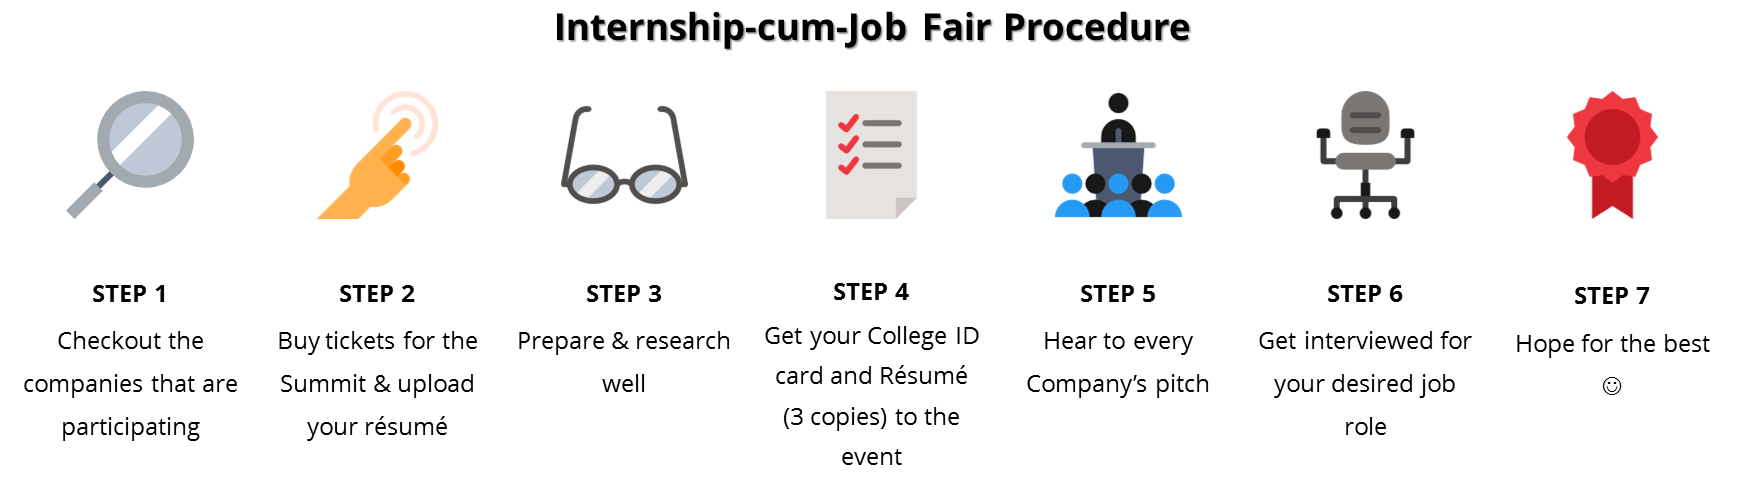 Internship-cum-Job Fair Procedure
STEP 1
Checkout the
companies that are
participating
STEP 2
Buy tickets for the
Summit & upload
your résumé
STEP 3
Prepare & research
well
STEP 4
Get your College ID
card and Résumé
(3 copies) to the
event
STEP 5
Hear to every
Company’s pitch
STEP 6
Get interviewed for
your desired job
role
STEP 7
Hope for the best
☺